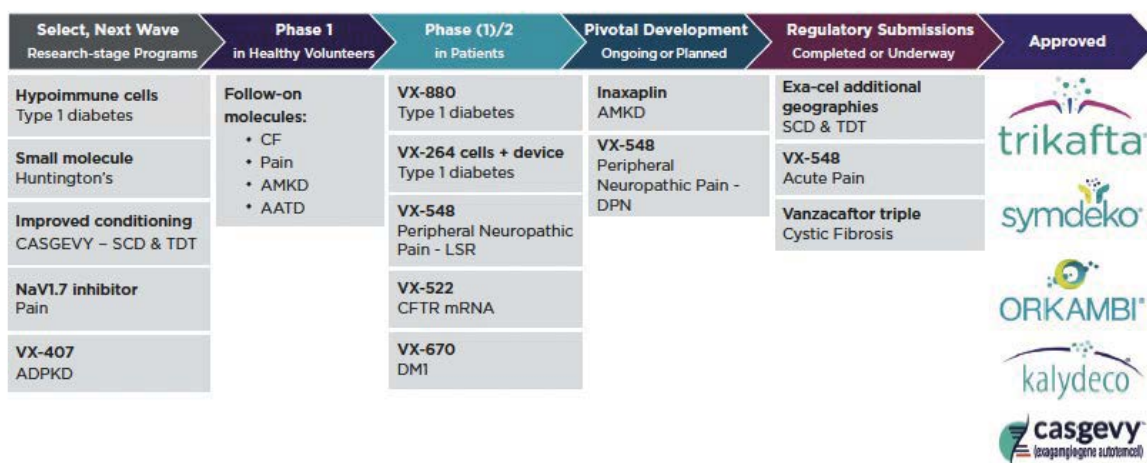 Select, Next Wave
Research-stage Programs
Phase 1
in Healthy Volunteers
Phase (1)/2
in Patients
Pivotal Development
Ongoing or Planned
Regulatory Submissions
Completed or Underway
Approved
Hypoimmune cells
Type 1 diabetes
Small molecule
Huntington's
Improved conditioning
CASGEVY – SCD & TDT
NaV1.7 inhibitor
Pain
VX-407
ADPKD
Follow-on
molecules:
• CF
• Pain
• AMKD
• AATD
VX-880
Type 1 diabetes
VX-264 cells + device
Type 1 diabetes
VX-548
Peripheral Neuropathic
Pain - LSR
VX-522
CFTR mRNA
VX-670
DM1
Inaxaplin
AMKD
VX-548
Peripheral
Neuropathic Pain -
DPN
Exa-cel additional
geographies
SCD & TDT
VX-548
Acute Pain
Vanzacaftor triple
Cystic Fibrosis
trikafta
symdeko®
ORKAMBI®
kalydeco®
casgevy™
(exagamglogene autotemcel)